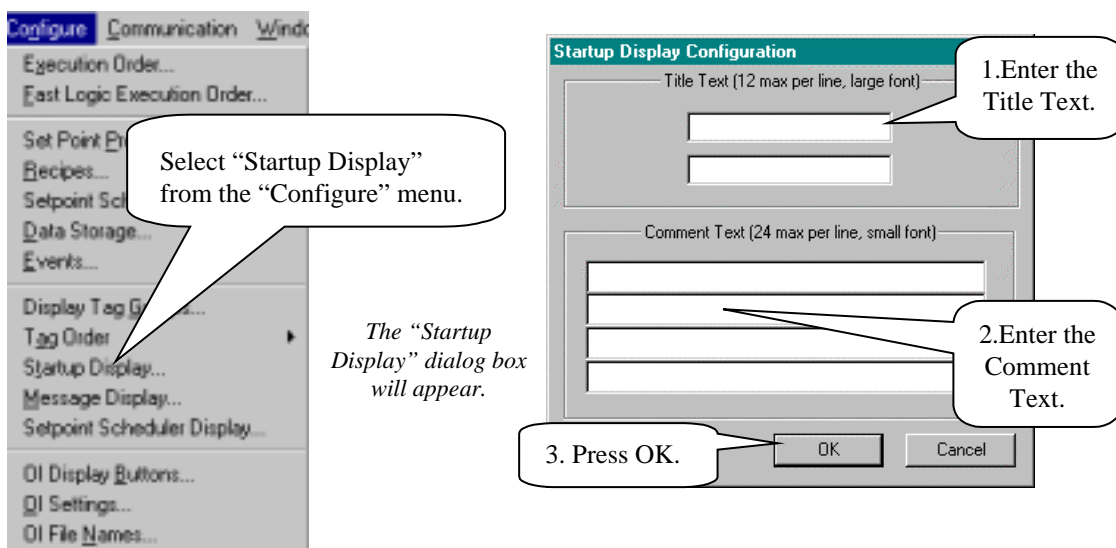 Configure Communication
Execution Order...
Fast Logic Execution Order...
Set Point
Recipes...
Setpoint
Data Storage...
Events...
Display Tag
Tag Order
Startup Display...
Message Display...
Setpoint Scheduler Display...
OI Display Buttons...
OI Settings...
OI File Names...
Select “Startup Display”
from the “Configure” menu.
The “Startup
Display” dialog box
will appear.
Startup Display Configuration
Title Text (12 max per line, large font)
1.Enter the
Title Text.
Comment Text (24 max per line, small font)
2.Enter the
Comment
Text.
3. Press OK.
OK
Cancel